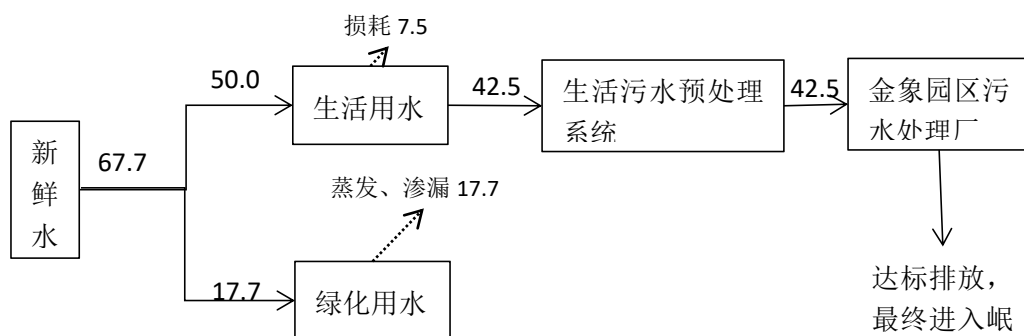 损耗 7.5
50.0
生活用水
42.5
生活污水预处理
系统
42.5
金象园区污
水处理厂
新
鲜
水
67.7
蒸发、渗漏 17.7
17.7
绿化用水
达标排放，
最终进入岷